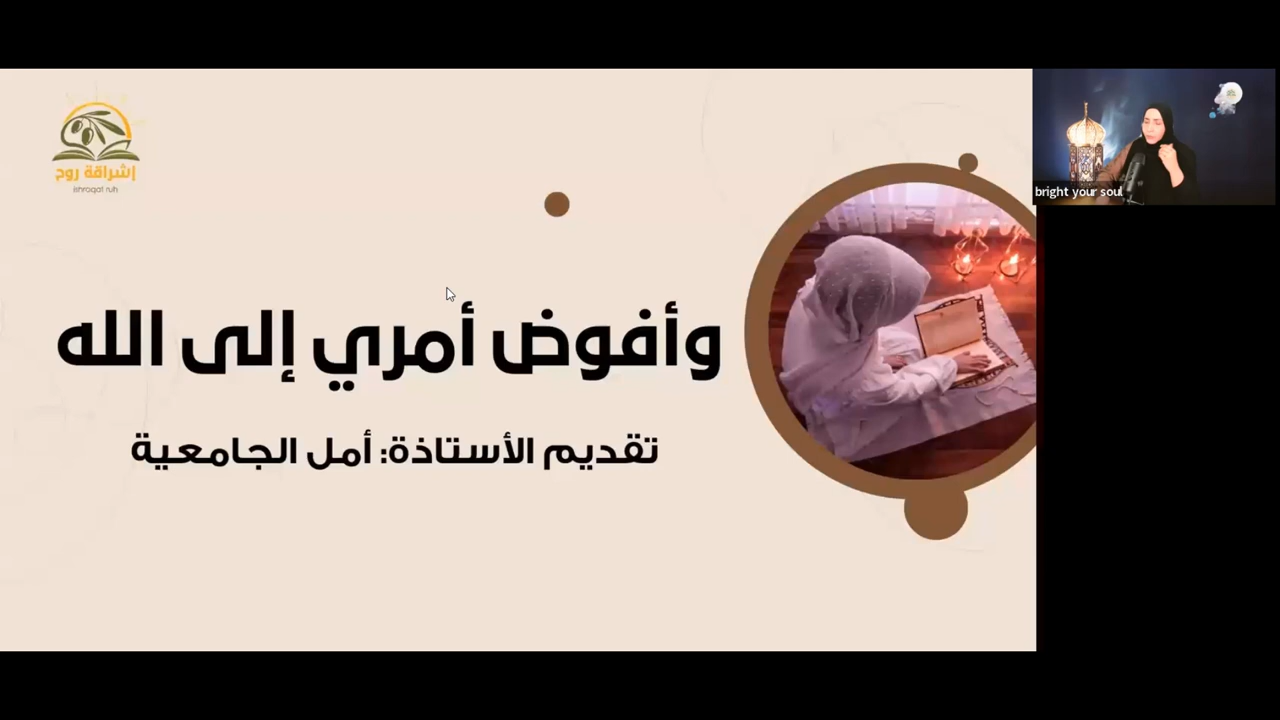 إشراقة روح
ishraqat ruh
bright your soul
وأفوض أمري إلى الله
تقديم الأستاذة: أمل الجامعية